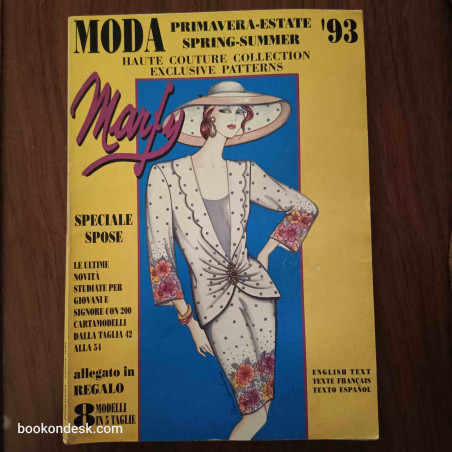 MODA
PRIMAVERA-ESTATE
SPRING-SUMMER
'93
HAUTE COUTURE COLLECTION
EXCLUSIVE PATTERNS
Marfy
SPECIALE
SPOSE
LE ULTIME
NOVITÀ
STUDIATE PER
GIOVANI E
SIGNORE CON 200
CARTAMODELLI
DALLA TAGLIA 42
ALLA 54
allegato in
REGALO
8 MODELLI
IN 5 TAGLIE
ENGLISH TEXT
TEXTE FRANÇAIS
TEXTO ESPAÑOL
bookondesk.com